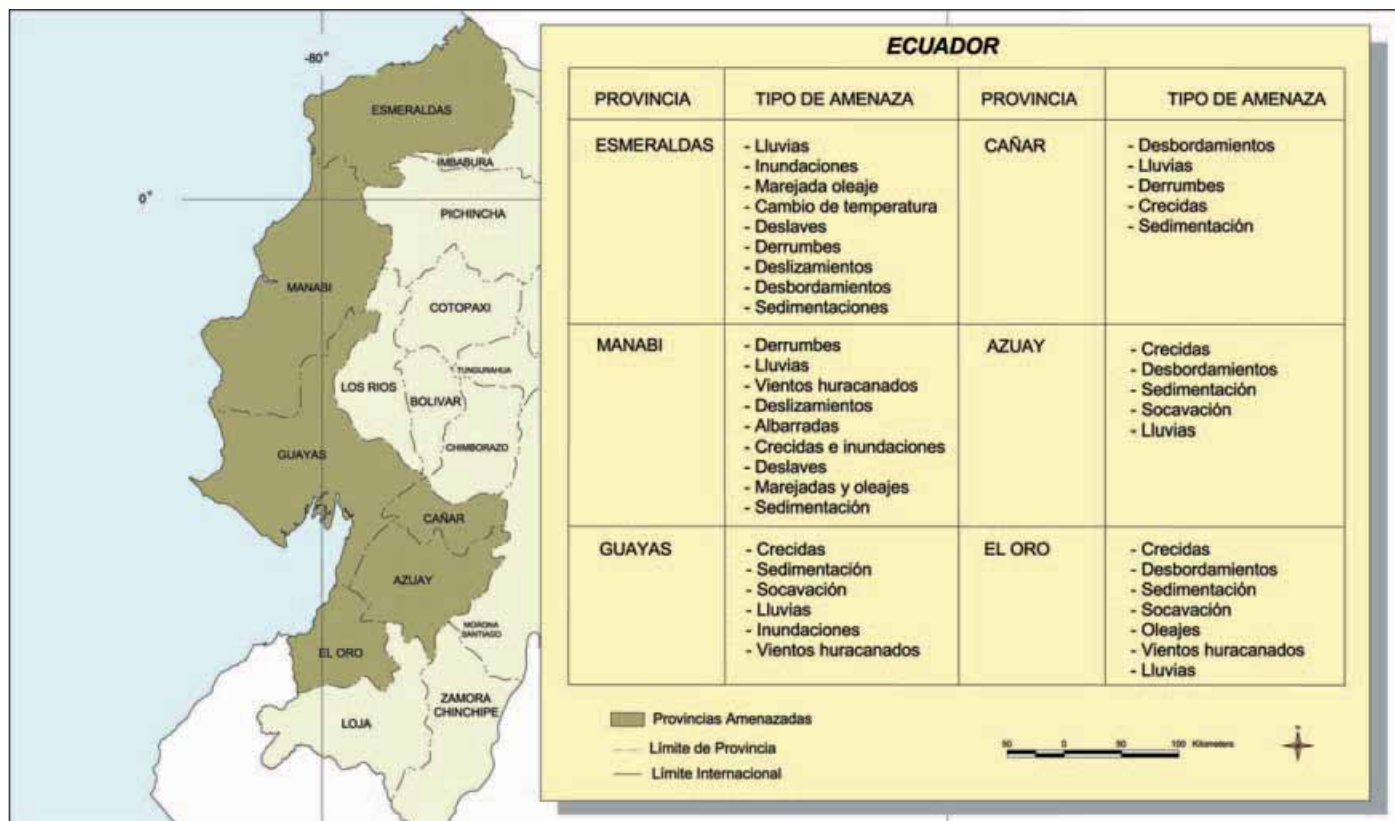 -80°
ESMERALDAS
IMBABURA
0°
PICHINCHA
MANABI
COTOPAXI
TUNGURAHUA
LOS RIOS
BOLIVAR
CHIMBORAZO
GUAYAS
CAÑAR
AZUAY
MORONA
SANTIAGO
EL ORO
ZAMORA
CHINCHIPE
LOJA
ECUADOR
PROVINCIA
TIPO DE AMENAZA
PROVINCIA
TIPO DE AMENAZA
ESMERALDAS
- Lluvias
- Inundaciones
- Marejada oleaje
- Cambio de temperatura
- Deslaves
- Derrumbes
- Deslizamientos
- Desbordamientos
- Sedimentaciones
CAÑAR
- Desbordamientos
- Lluvias
- Derrumbes
- Crecidas
- Sedimentación
MANABI
- Derrumbes
- Lluvias
- Vientos huracanados
- Deslizamientos
- Albarradas
- Crecidas e inundaciones
- Deslaves
- Marejadas y oleajes
- Sedimentación
AZUAY
- Crecidas
- Desbordamientos
- Sedimentación
- Socavación
- Lluvias
GUAYAS
- Crecidas
- Sedimentación
- Socavación
- Lluvias
- Inundaciones
- Vientos huracanados
EL ORO
- Crecidas
- Desbordamientos
- Sedimentación
- Socavación
- Oleajes
- Vientos huracanados
- Lluvias
Provincias Amenazadas
Límite de Provincia
Límite Internacional
50 0 50 100 Kilometers
N